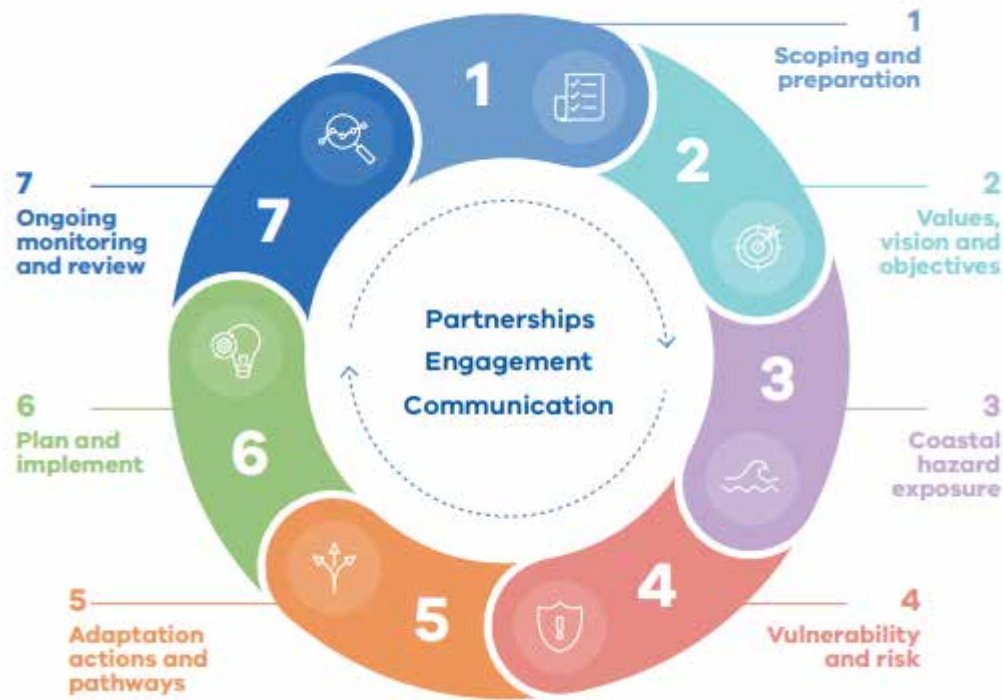 1
Scoping and
preparation
2
Values,
vision and
objectives
3
Coastal
hazard
exposure
4
Vulnerability
and risk
5
Adaptation
actions and
pathways
6
Plan and
implement
7
Ongoing
monitoring
and review
1
2
3
4
5
6
7
Partnerships
Engagement
Communication